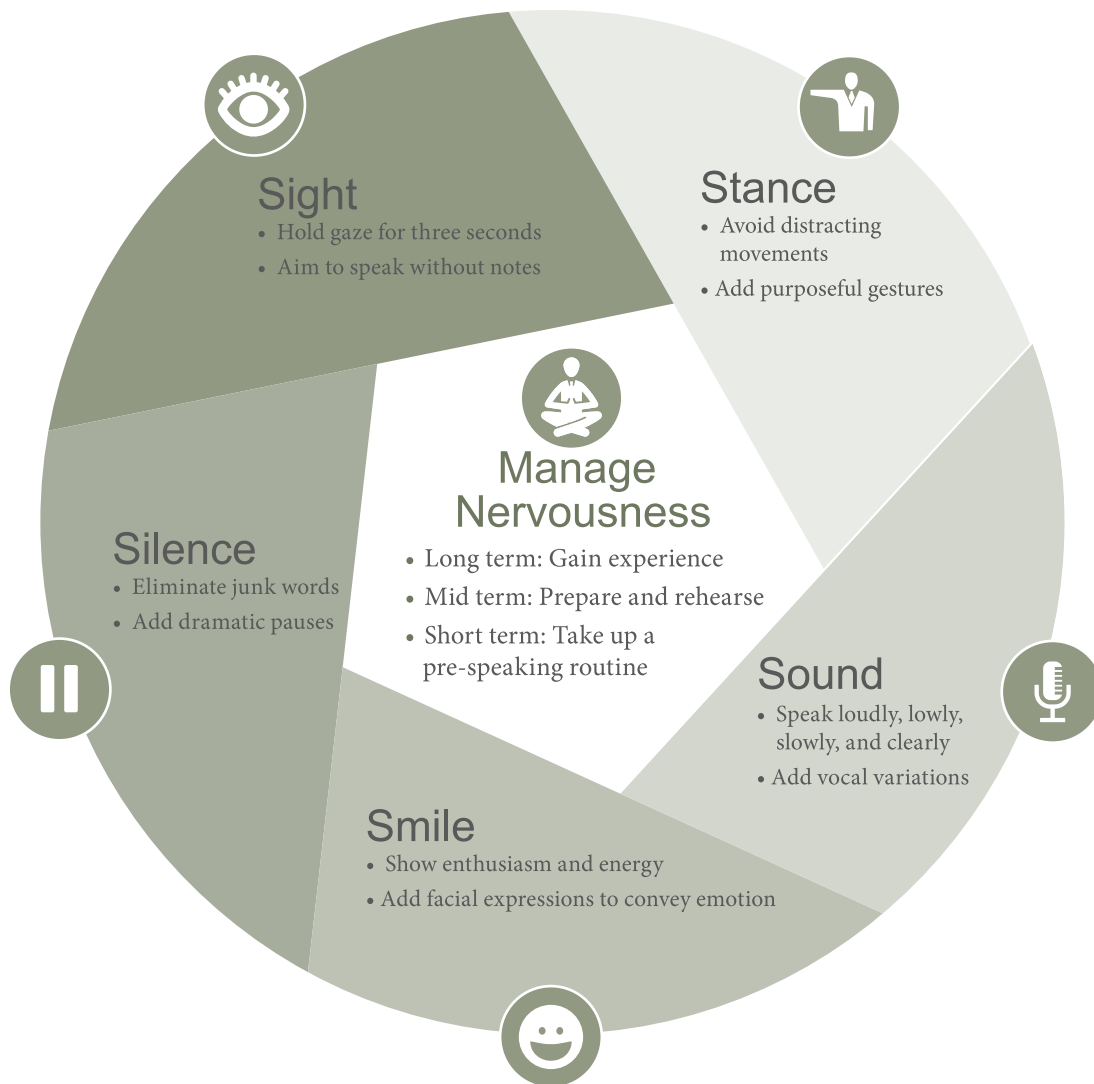 Sight
• Hold gaze for three seconds
• Aim to speak without notes
Stance
• Avoid distracting
movements
• Add purposeful gestures
Manage
Nervousness
• Long term: Gain experience
• Mid term: Prepare and rehearse
• Short term: Take up a
pre-speaking routine
Silence
• Eliminate junk words
• Add dramatic pauses
Sound
• Speak loudly, lowly,
slowly, and clearly
• Add vocal variations
Smile
• Show enthusiasm and energy
• Add facial expressions to convey emotion